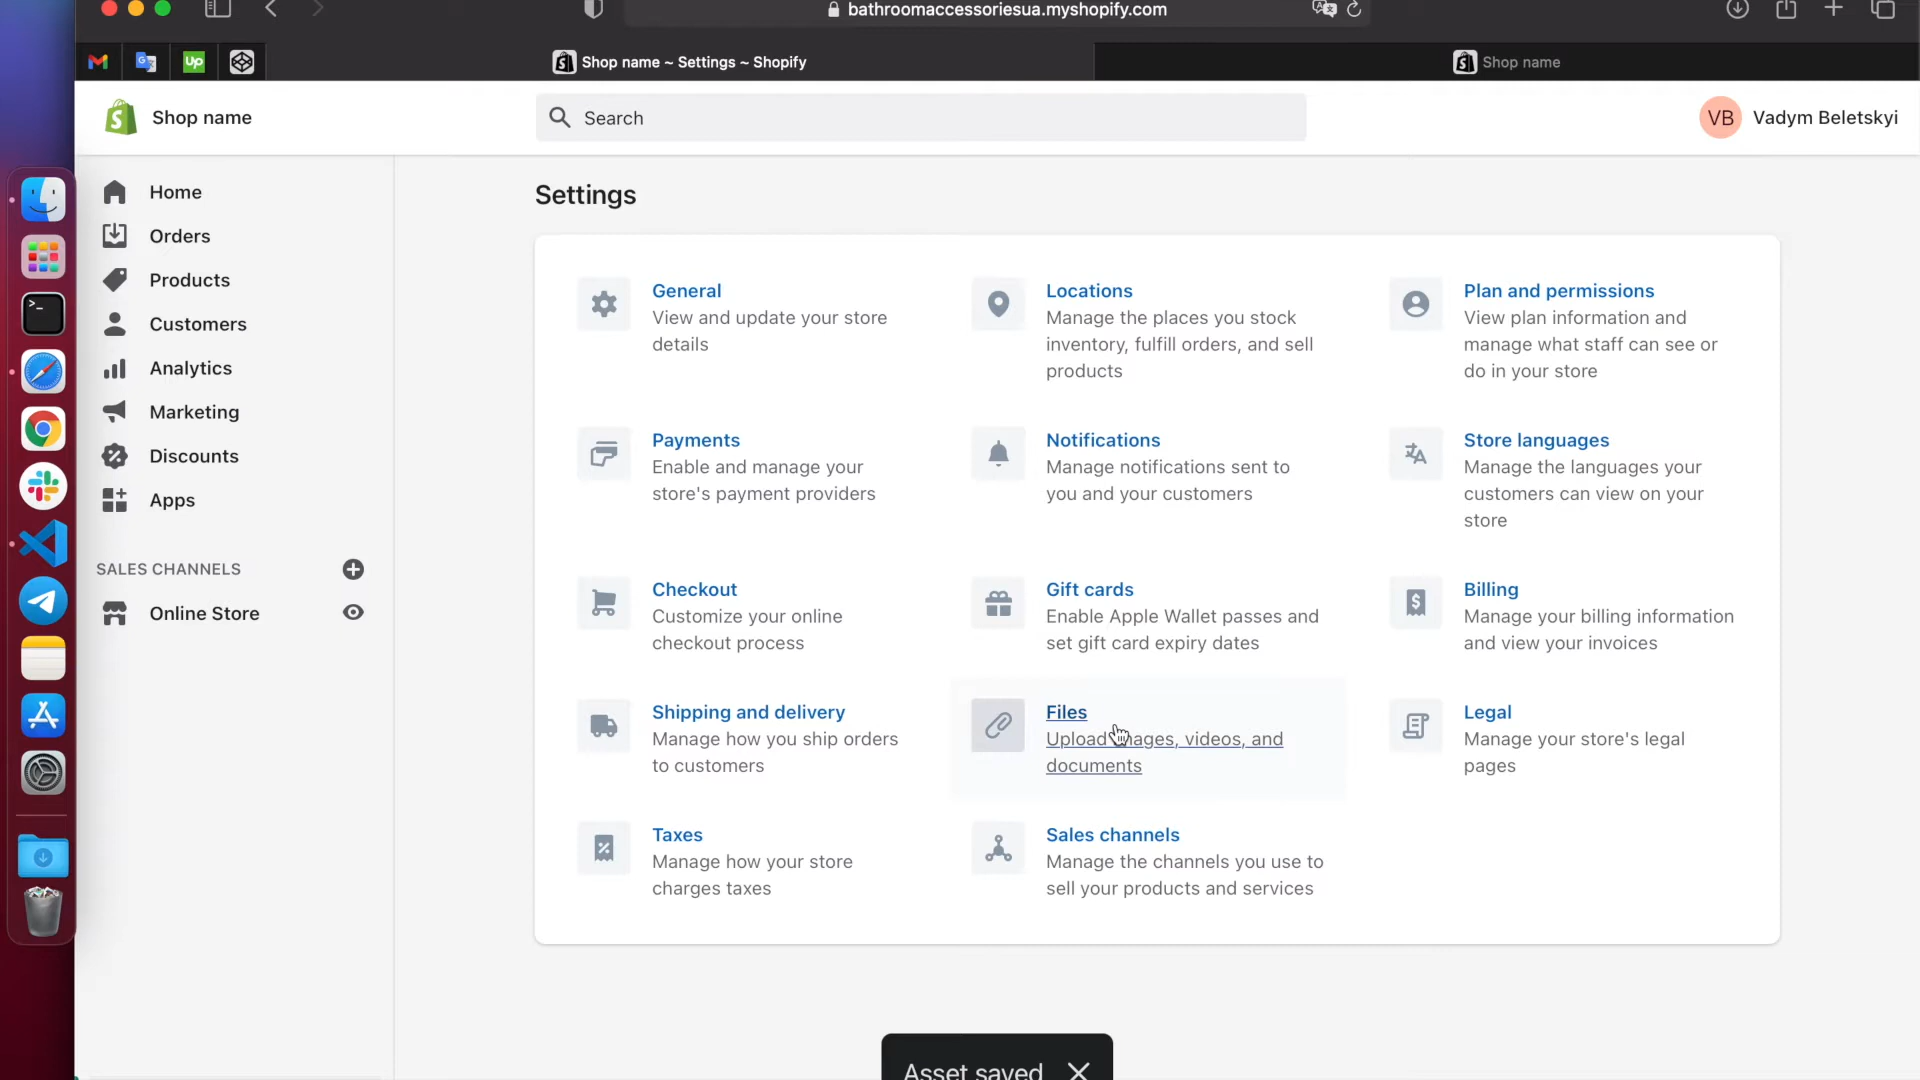 bathroomaccessoriesua.myshopify.com
Shop name ~ Settings ~ Shopify
Shop name
Shop name
Search
VB
Vadym Beletskyi
Home
Orders
Products
Customers
Analytics
Marketing
Discounts
Apps
SALES CHANNELS
Online Store
Settings
General
View and update your store
details
Locations
Manage the places you stock
inventory, fulfill orders, and sell
products
Plan and permissions
View plan information and
manage what staff can see or
do in your store
Payments
Enable and manage your
store's payment providers
Notifications
Manage notifications sent to
you and your customers
Store languages
Manage the languages your
customers can view on your
store
Checkout
Customize your online
checkout process
Gift cards
Enable Apple Wallet passes and
set gift card expiry dates
Billing
Manage your billing information
and view your invoices
Shipping and delivery
Manage how you ship orders
to customers
Files
Upload images, videos, and
documents
Legal
Manage your store's legal
pages
Taxes
Manage how your store
charges taxes
Sales channels
Manage the channels you use to
sell your products and services
Asset saved